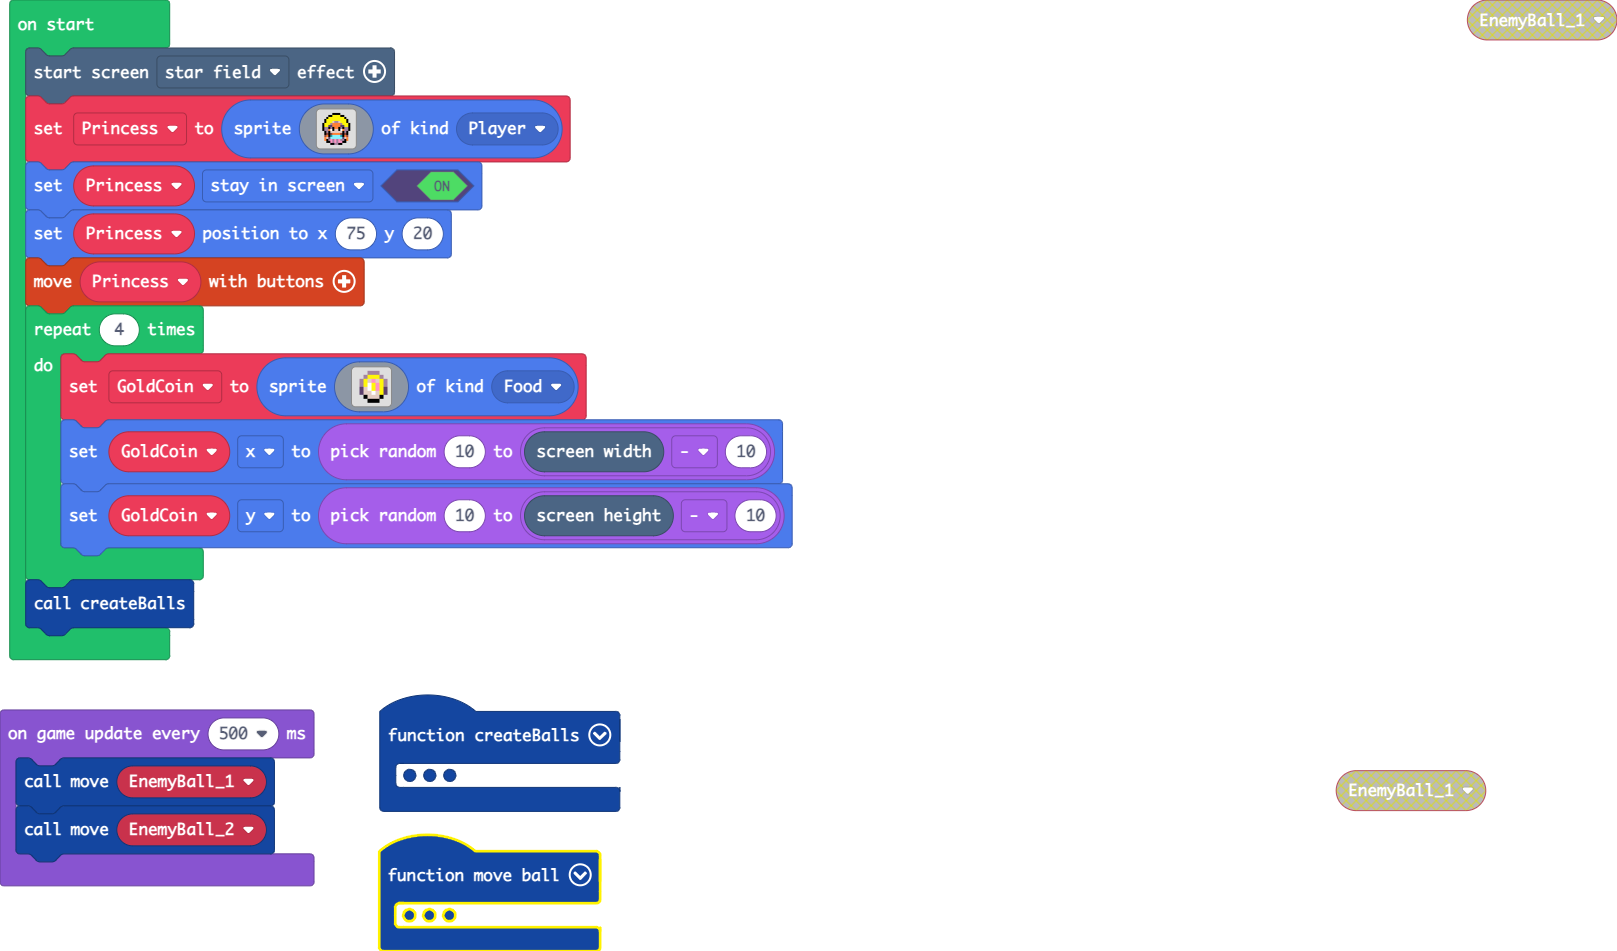 on start
EnemyBall_1
start screen star field effect
set Princess to sprite of kind Player
set Princess stay in screen ON
set Princess position to x 75 y 20
move Princess with buttons
repeat 4 times
do
set GoldCoin to sprite of kind Food
set GoldCoin x to pick random 10 to screen width - 10
set GoldCoin y to pick random 10 to screen height - 10
call createBalls
on game update every 500 ms
call move EnemyBall_1
call move EnemyBall_2
function createBalls
function move ball
EnemyBall_1